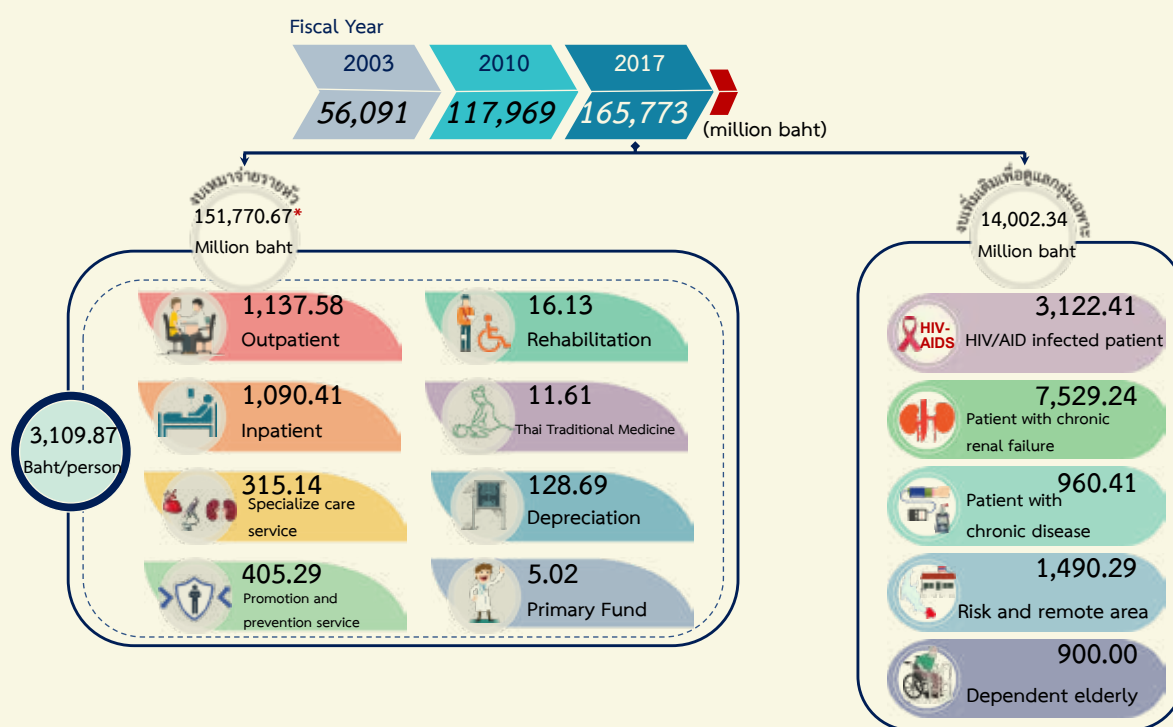 Fiscal Year
2003
2010
2017
56,091
117,969
165,773
(million baht)
งบเหมาจ่ายรายหัว
151,770.67*
Million baht
งบเพิ่มเติมเพื่อดูแลกลุ่มเฉพาะ
14,002.34
Million baht
3,109.87
Baht/person
1,137.58
Outpatient
1,090.41
Inpatient
315.14
Specialize care
service
405.29
Promotion and
prevention service
16.13
Rehabilitation
11.61
Thai Traditional Medicine
128.69
Depreciation
5.02
Primary Fund
HIV-
AIDS
3,122.41
HIV/AID infected patient
7,529.24
Patient with chronic
renal failure
960.41
Patient with
chronic disease
1,490.29
Risk and remote area
900.00
Dependent elderly